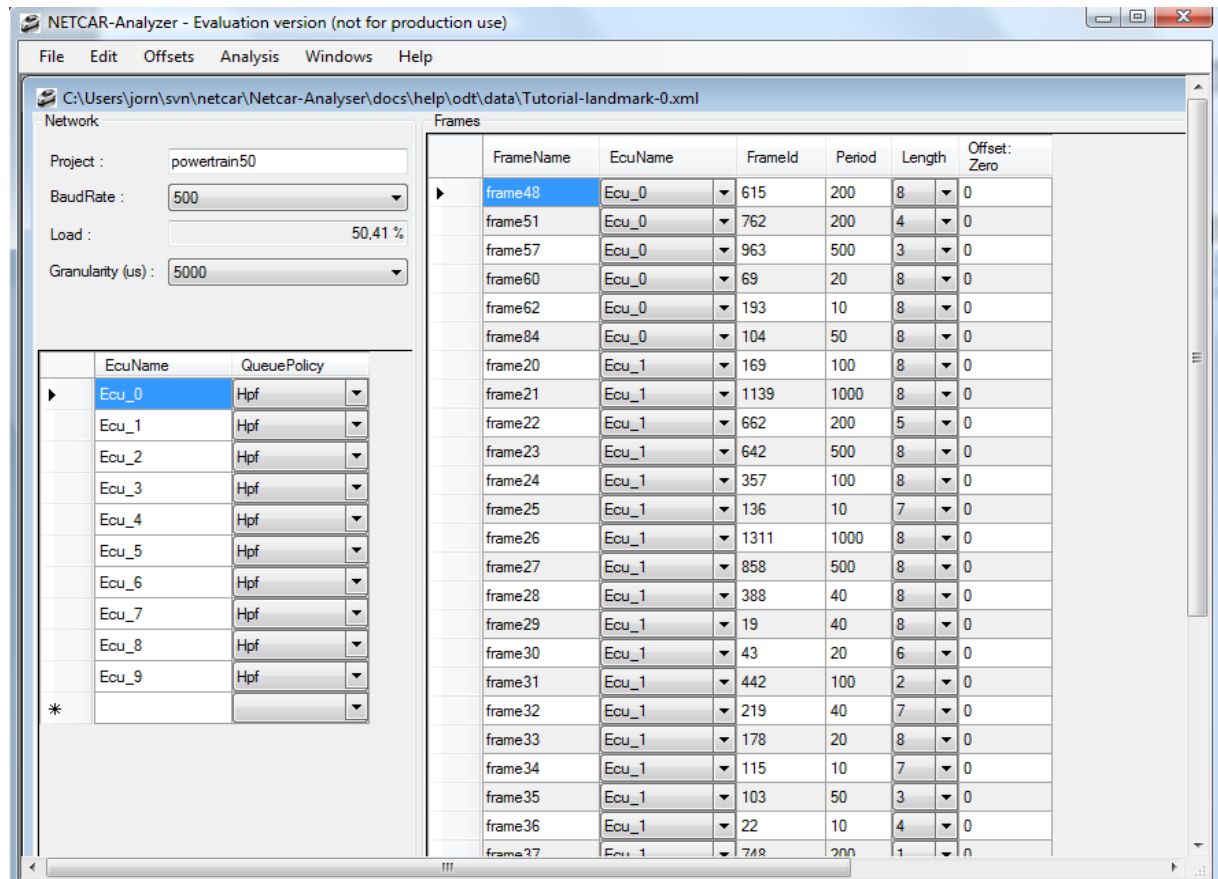 NETCAR-Analyzer - Evaluation version (not for production use)
File Edit Offsets Analysis Windows Help
C:\Users\jorn\svn\netcar\Netcar-Analyser\docs\help\odt\data\Tutorial-landmark-0.xml
Network
Project : powertrain50
BaudRate : 500
Load : 50,41 %
Granularity (us) : 5000
EcuName QueuePolicy
Ecu_0 Hpf
Ecu_1 Hpf
Ecu_2 Hpf
Ecu_3 Hpf
Ecu_4 Hpf
Ecu_5 Hpf
Ecu_6 Hpf
Ecu_7 Hpf
Ecu_8 Hpf
Ecu_9 Hpf
Frames
FrameName EcuName FrameId Period Length Offset: Zero
frame48 Ecu_0 615 200 8 0
frame51 Ecu_0 762 200 4 0
frame57 Ecu_0 963 500 3 0
frame60 Ecu_0 69 20 8 0
frame62 Ecu_0 193 10 8 0
frame84 Ecu_0 104 50 8 0
frame20 Ecu_1 169 100 8 0
frame21 Ecu_1 1139 1000 8 0
frame22 Ecu_1 662 200 5 0
frame23 Ecu_1 642 500 8 0
frame24 Ecu_1 357 100 8 0
frame25 Ecu_1 136 10 7 0
frame26 Ecu_1 1311 1000 8 0
frame27 Ecu_1 858 500 8 0
frame28 Ecu_1 388 40 8 0
frame29 Ecu_1 19 40 8 0
frame30 Ecu_1 43 20 6 0
frame31 Ecu_1 442 100 2 0
frame32 Ecu_1 219 40 7 0
frame33 Ecu_1 178 20 8 0
frame34 Ecu_1 115 10 7 0
frame35 Ecu_1 103 50 3 0
frame36 Ecu_1 22 10 4 0
frame37 Ecu_1 748 200 1 0